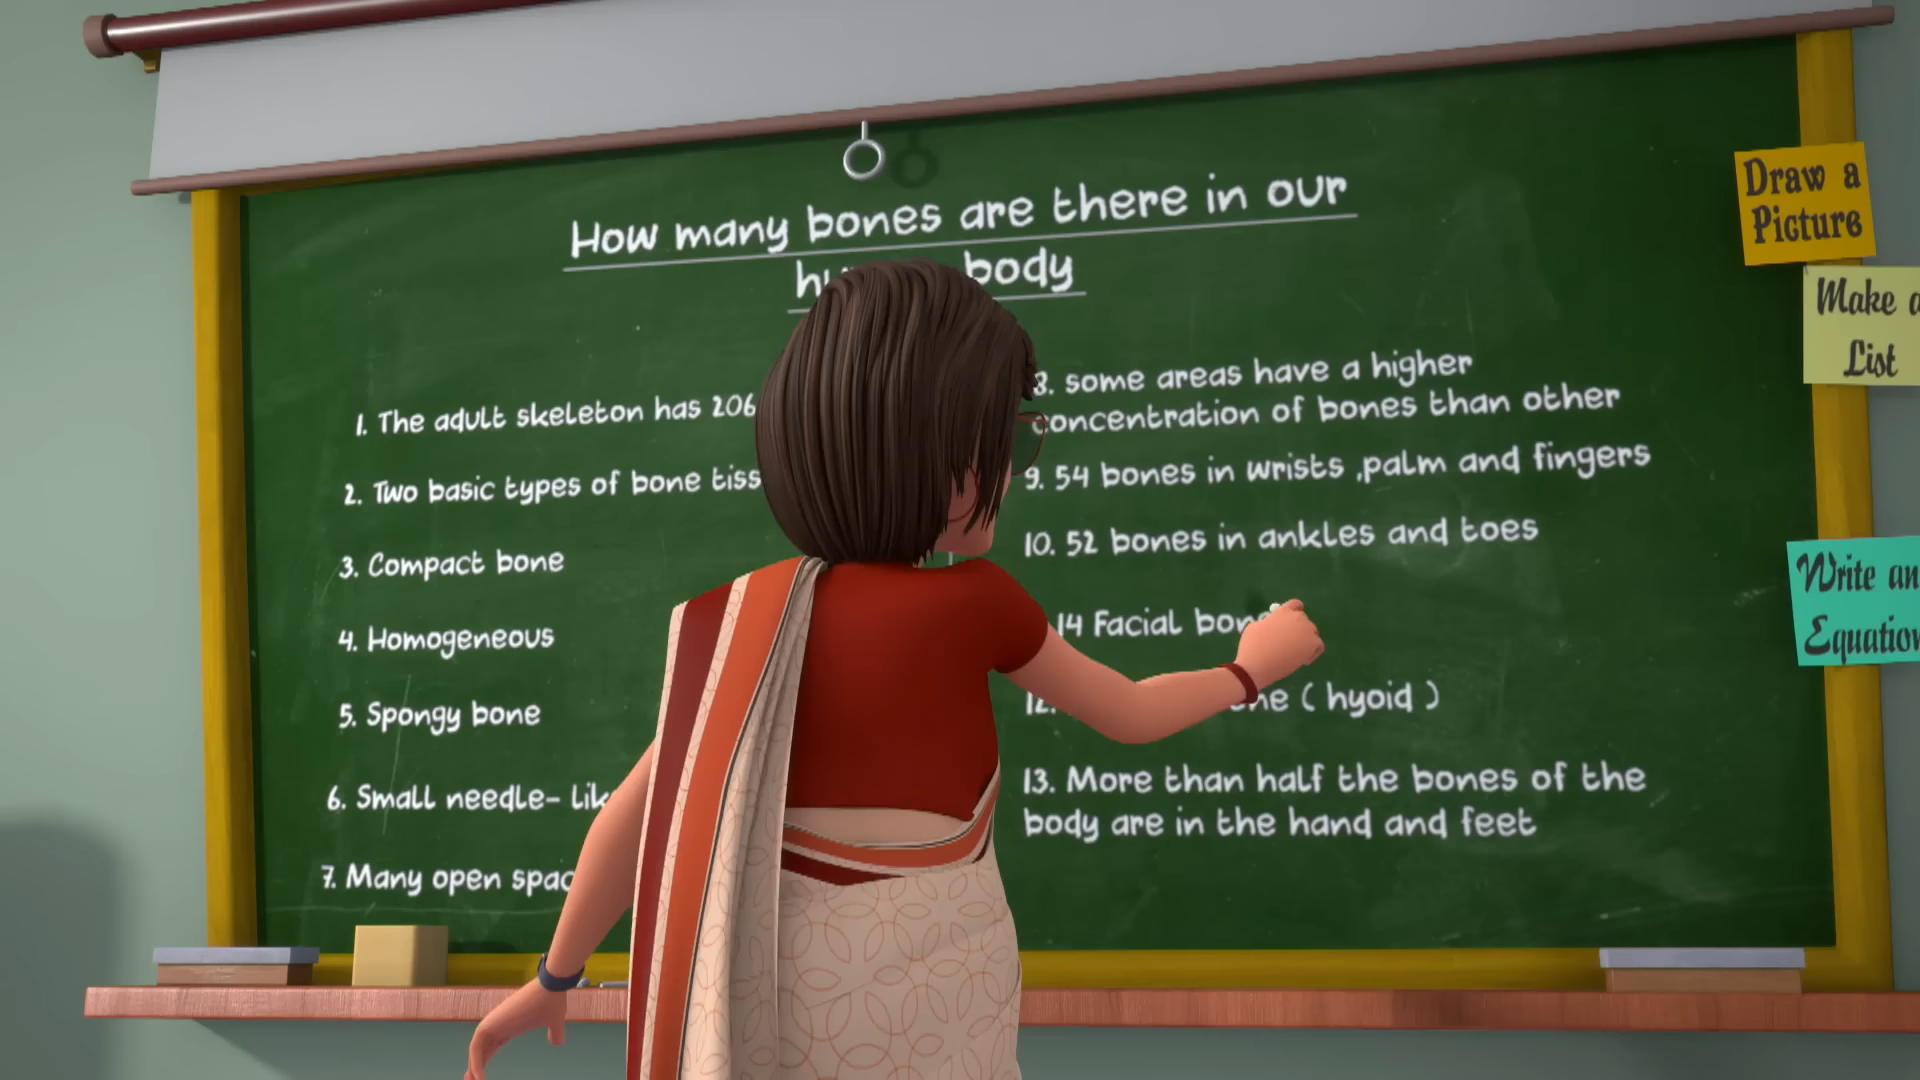 How many bones are there in our
body
1. The adult skeleton has 206
2. Two basic types of bone
3. Compact bone
4. Homogeneous
5. Spongy bone
6. Small needle-
7. Many open
8. some areas have a higher
concentration of bones than other
9. 54 bones in wrists ,palm and fingers
10. 52 bones in ankles and toes
14 Facial
( hyoid )
13. More than half the bones of the
body are in the hand and feet
Draw a
Picture
Make a
List
Write an
Equation